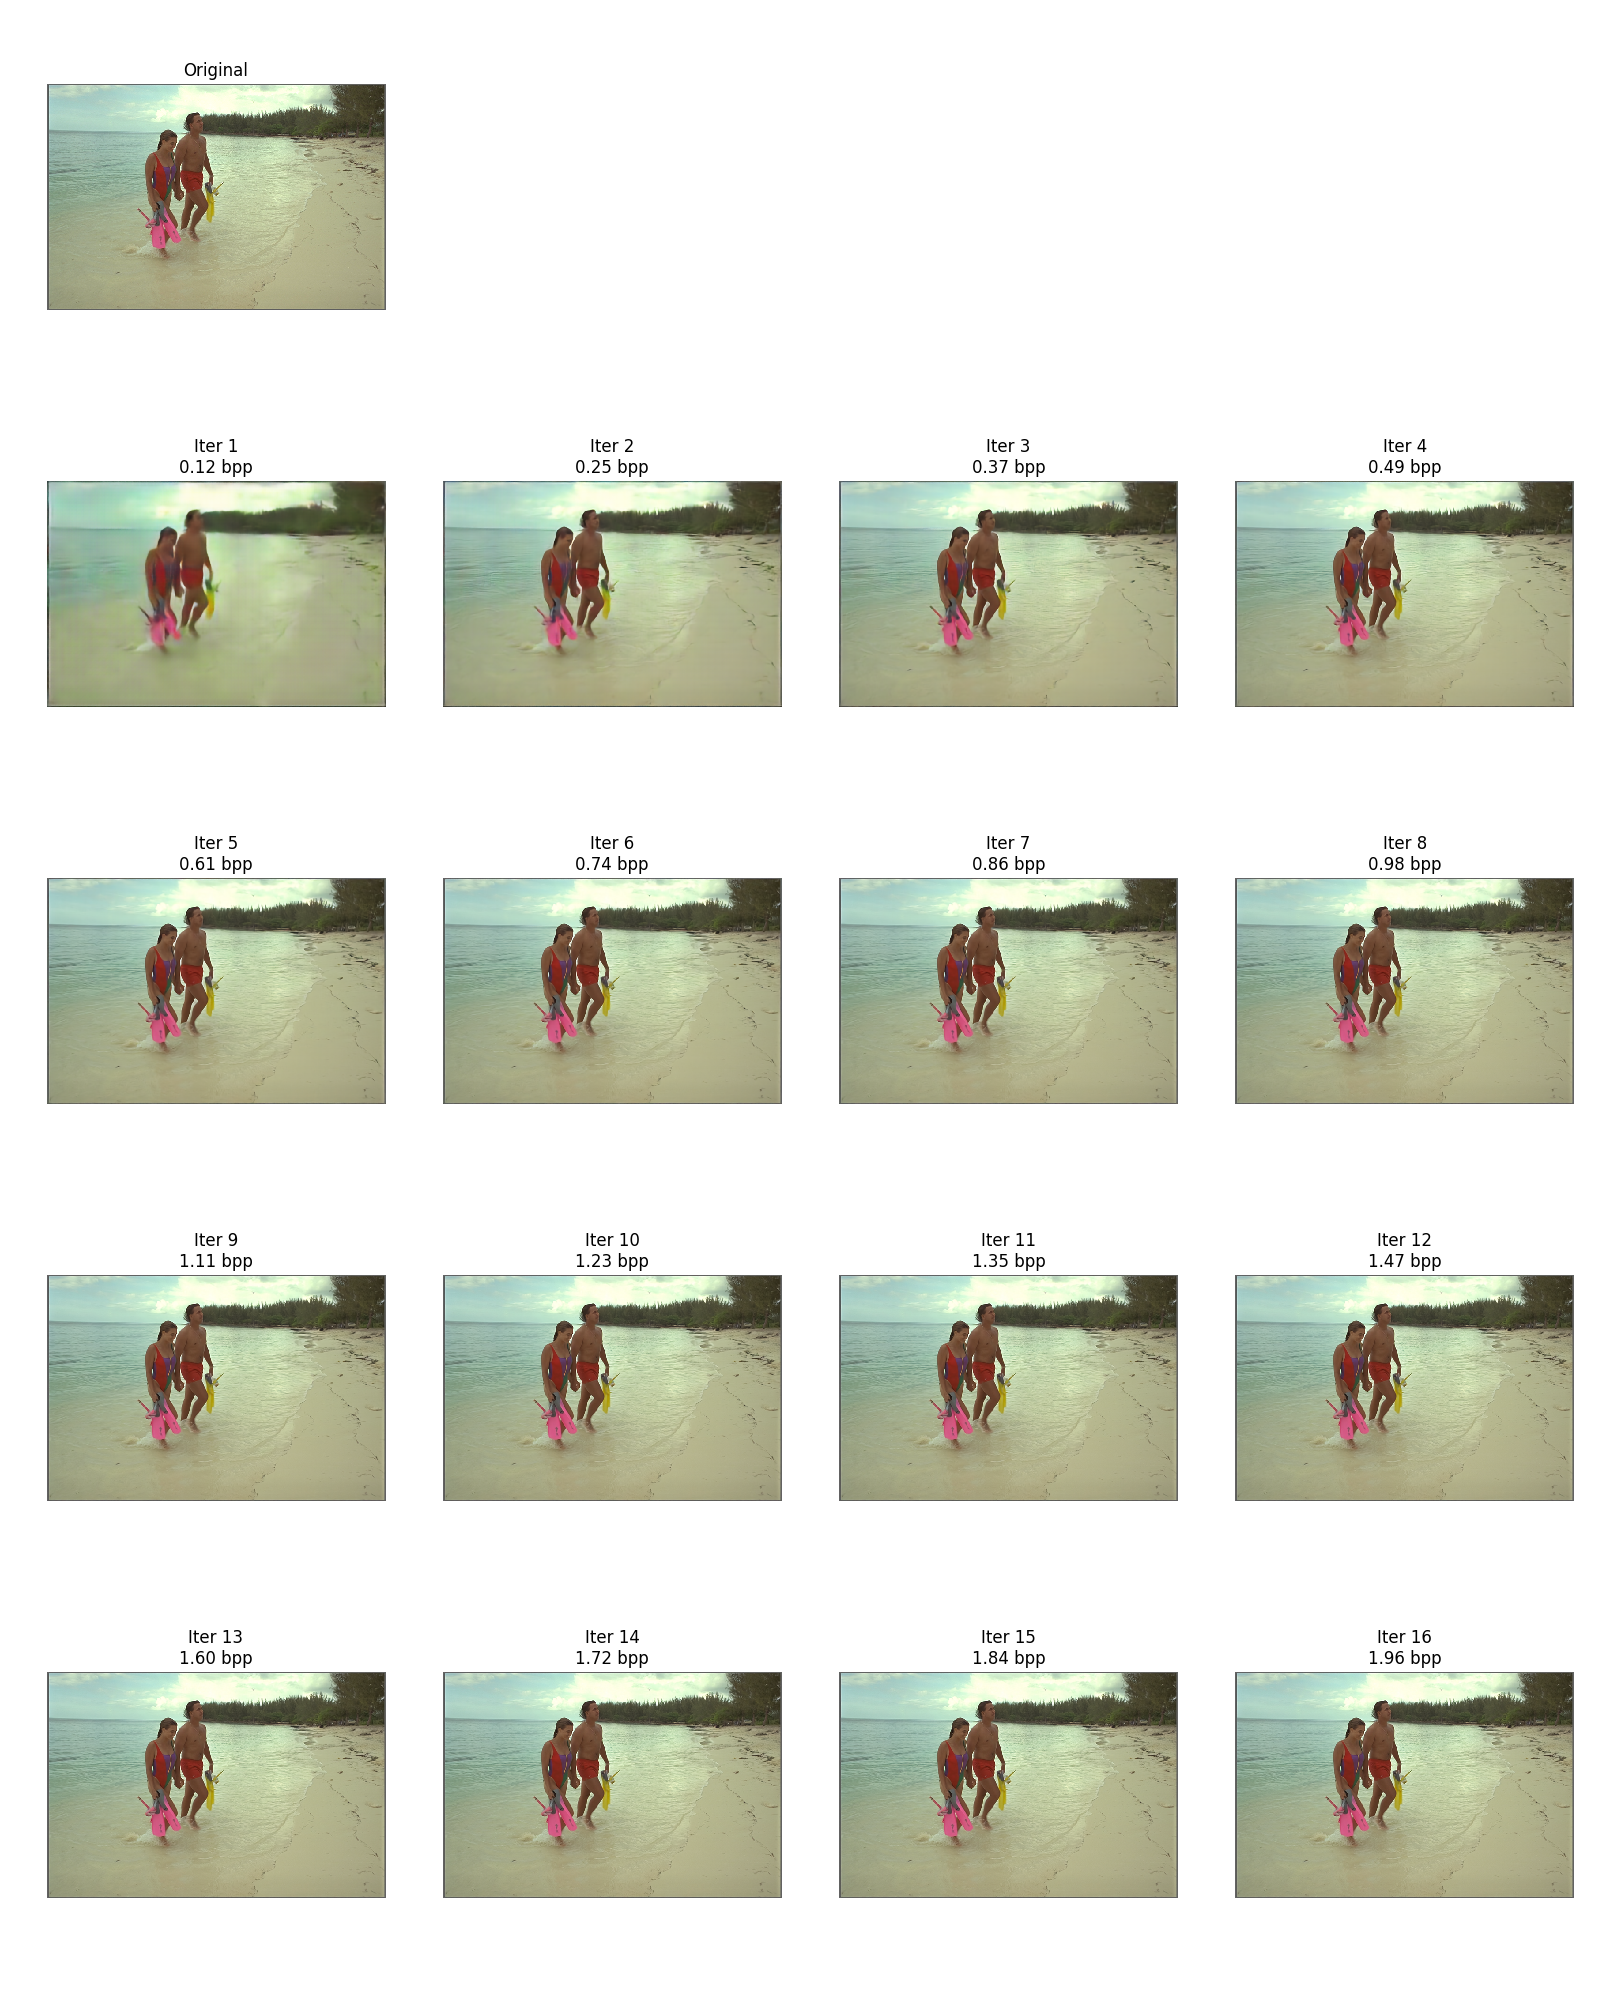 Original
Iter 1
0.12 bpp
Iter 2
0.25 bpp
Iter 3
0.37 bpp
Iter 4
0.49 bpp
Iter 5
0.61 bpp
Iter 6
0.74 bpp
Iter 7
0.86 bpp
Iter 8
0.98 bpp
Iter 9
1.11 bpp
Iter 10
1.23 bpp
Iter 11
1.35 bpp
Iter 12
1.47 bpp
Iter 13
1.60 bpp
Iter 14
1.72 bpp
Iter 15
1.84 bpp
Iter 16
1.96 bpp